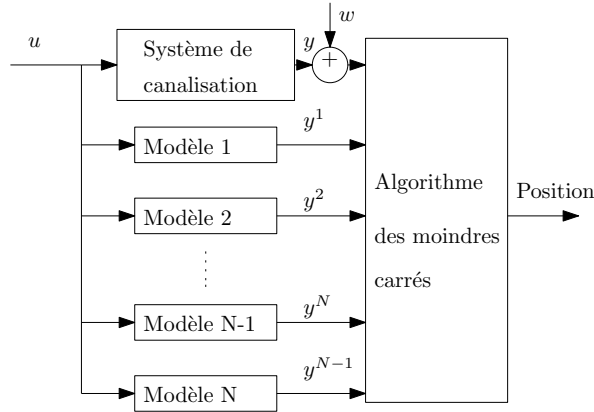 w
u
y
Système de
canalisation
+
y^1
Modèle 1
y^2
Modèle 2
Algorithme
des moindres
carrés
Position
y^N
Modèle N-1
y^{N-1}
Modèle N